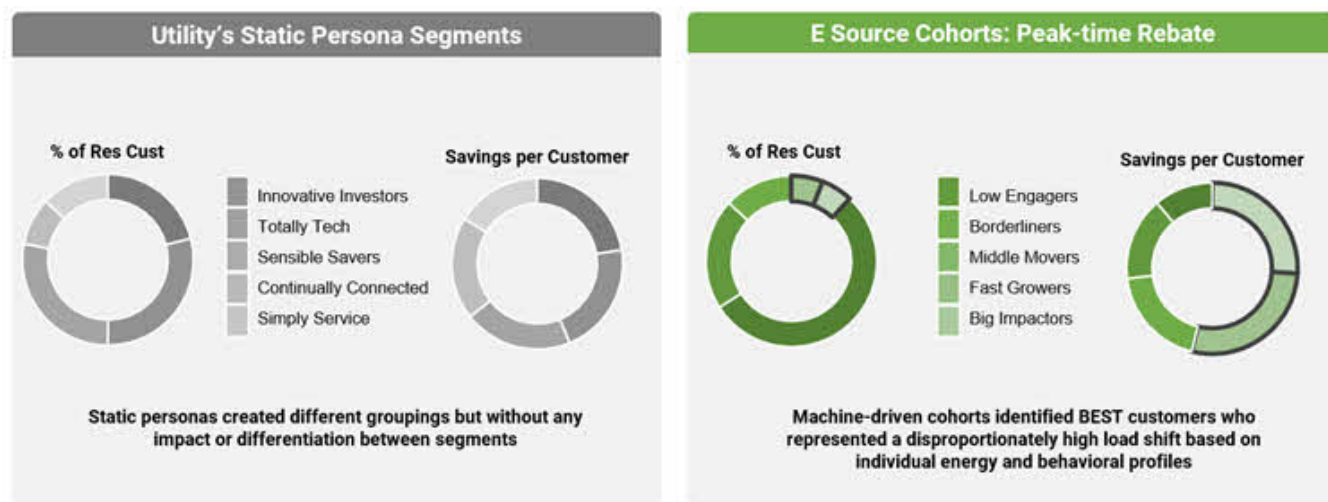 Utility's Static Persona Segments
% of Res Cust
Savings per Customer
Innovative Investors
Totally Tech
Sensible Savers
Continually Connected
Simply Service
Static personas created different groupings but without any
impact or differentiation between segments
E Source Cohorts: Peak-time Rebate
% of Res Cust
Savings per Customer
Low Engagers
Borderliners
Middle Movers
Fast Growers
Big Impactors
Machine-driven cohorts identified BEST customers who
represented a disproportionately high load shift based on
individual energy and behavioral profiles